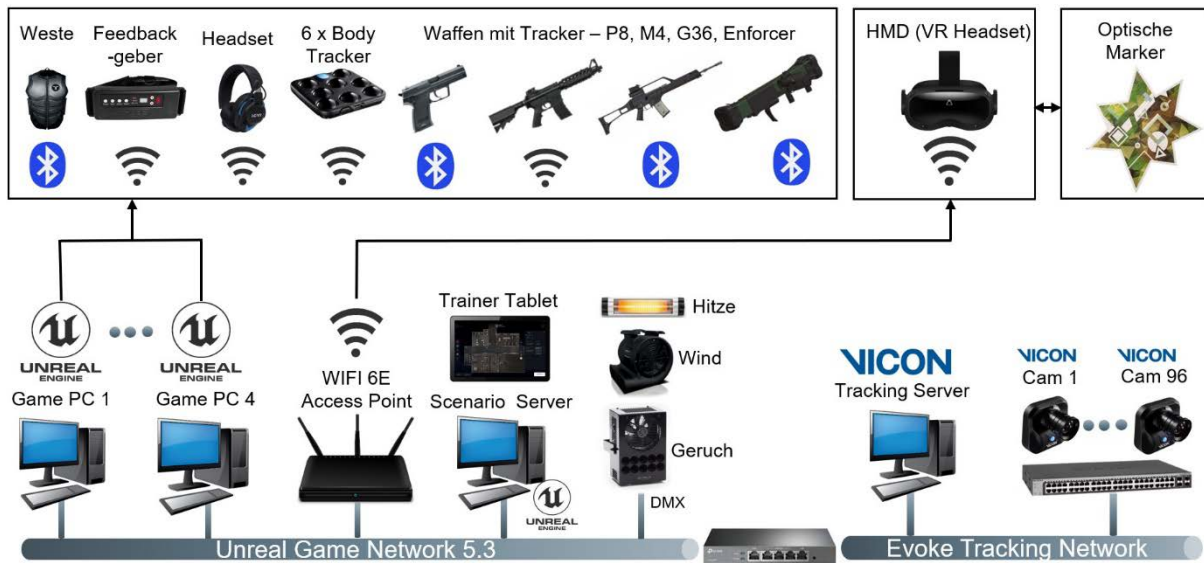 Weste
Feedback
-geber
Headset
6 x Body
Tracker
Waffen mit Tracker – P8, M4, G36, Enforcer
HMD (VR Headset)
Optische
Marker
UNREAL
ENGINE
Game PC 1
UNREAL
ENGINE
Game PC 4
WIFI 6E
Access Point
Trainer Tablet
Scenario Server
UNREAL
ENGINE
Hitze
Wind
Geruch
DMX
VICON
Tracking Server
VICON
Cam 1
VICON
Cam 96
Unreal Game Network 5.3
Evoke Tracking Network